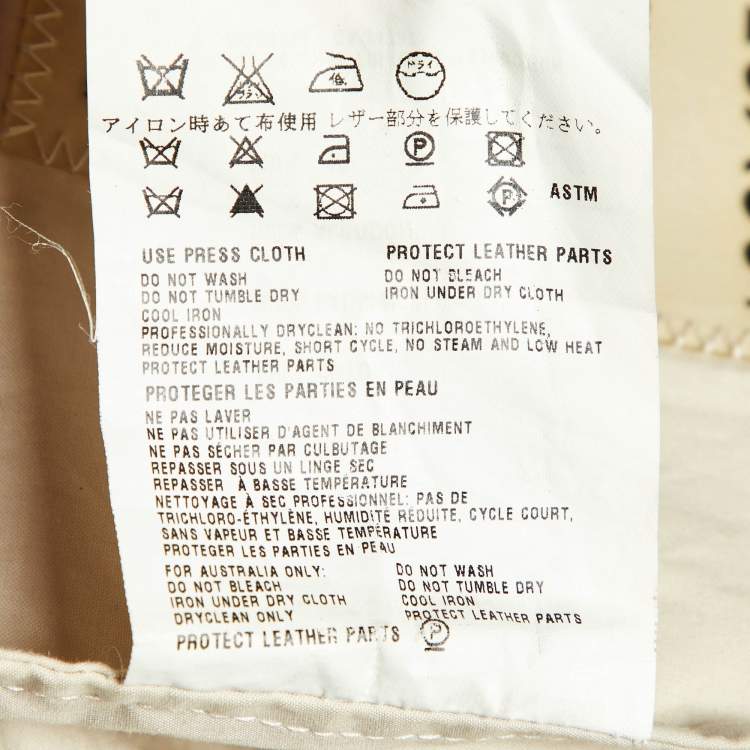 エンソ
低
ドライ
アイロン時あて布使用 レザー部分を保護してください。
P
P ASTM
USE PRESS CLOTH PROTECT LEATHER PARTS
DO NOT WASH DO NOT BLEACH
DO NOT TUMBLE DRY IRON UNDER DRY CLOTH
COOL IRON
PROFESSIONALLY DRYCLEAN: NO TRICHLOROETHYLENE,
REDUCE MOISTURE, SHORT CYCLE, NO STEAM AND LOW HEAT
PROTECT LEATHER PARTS
PROTEGER LES PARTIES EN PEAU
NE PAS LAVER
NE PAS UTILISER D'AGENT DE BLANCHIMENT
NE PAS SÉCHER PAR CULBUTAGE
REPASSER SOUS UN LINGE SEC
REPASSER À BASSE TEMPÉRATURE
NETTOYAGE À SEC PROFESSIONNEL: PAS DE
TRICHLORO-ÉTHYLÈNE, HUMIDITÉ RÉDUITE, CYCLE COURT,
SANS VAPEUR ET BASSE TEMPÉRATURE
PROTEGER LES PARTIES EN PEAU
FOR AUSTRALIA ONLY: DO NOT WASH
DO NOT BLEACH DO NOT TUMBLE DRY
IRON UNDER DRY CLOTH COOL IRON
DRYCLEAN ONLY PROTECT LEATHER PARTS
PROTECT LEATHER PARTS P